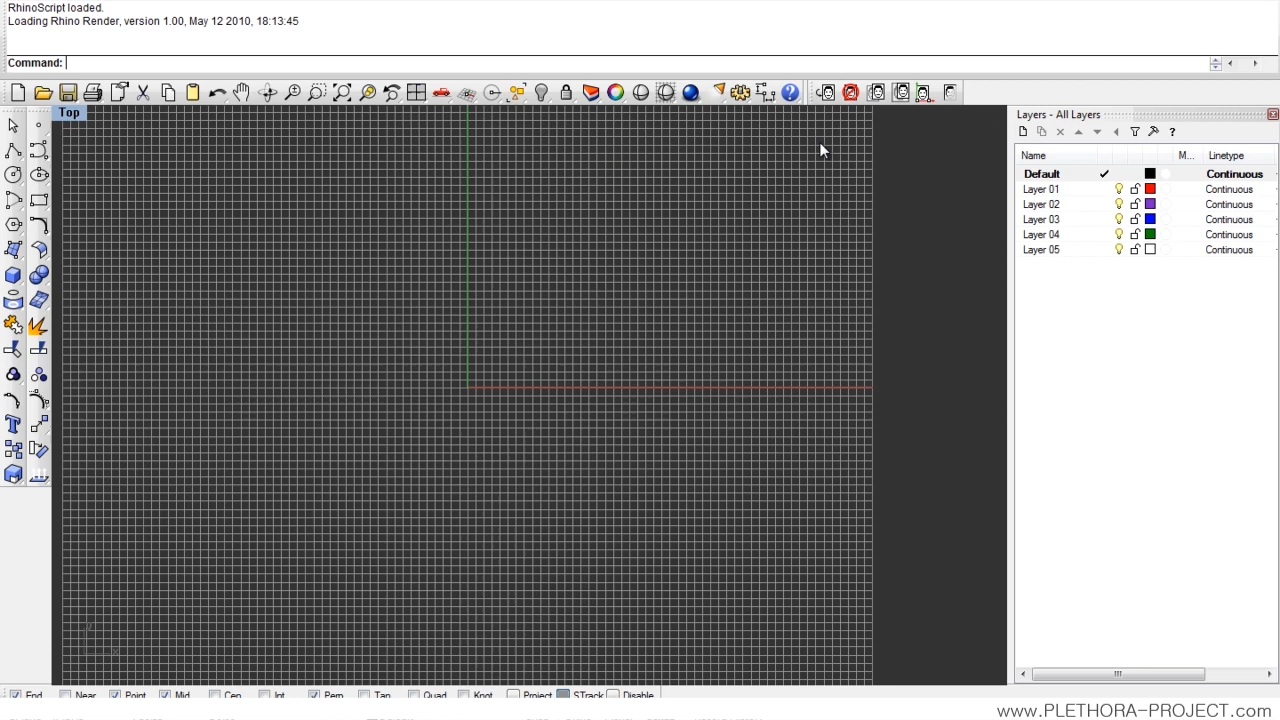 RhinoScript loaded.
Loading Rhino Render, version 1.00, May 12 2010, 18:13:45
Command:
Top
Layers - All Layers
Name M... Linetype
Default Continuous
Layer 01 Continuous
Layer 02 Continuous
Layer 03 Continuous
Layer 04 Continuous
Layer 05 Continuous
y
x
End Near Point Mid Cen Int Perp Tan Quad Knot Project STrack Disable
www.PLETHORA-PROJECT.com